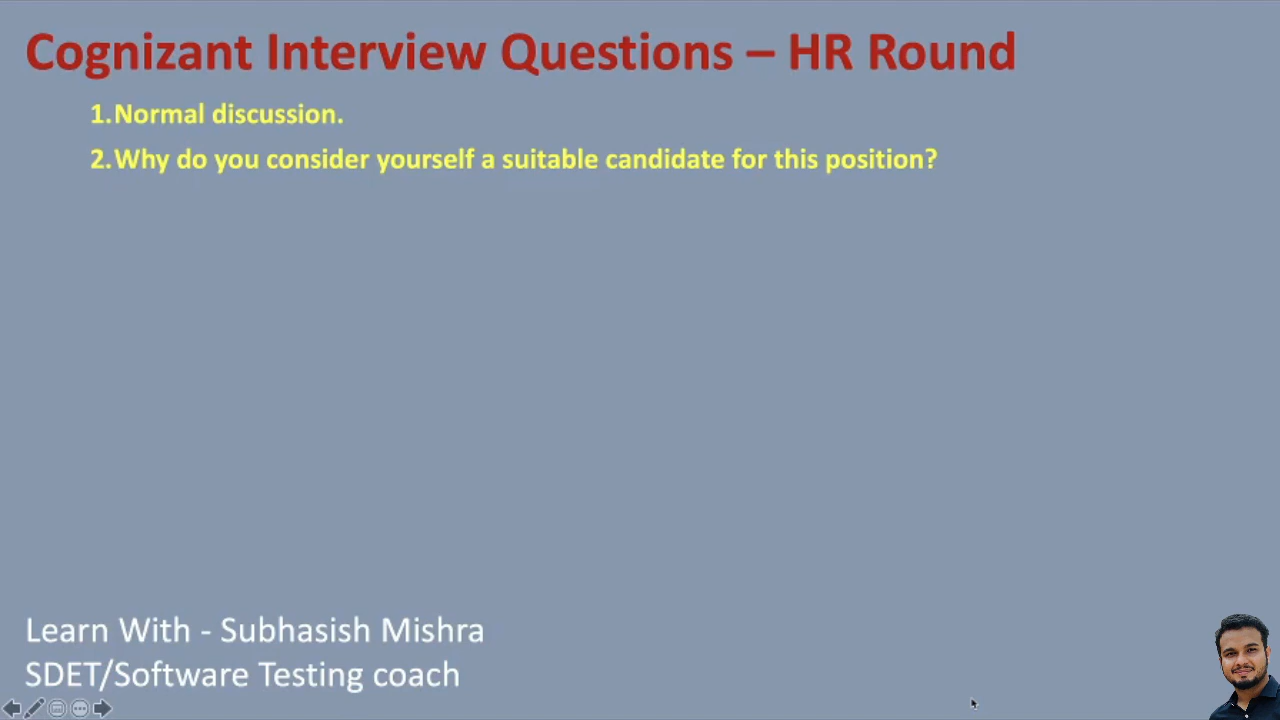 Cognizant Interview Questions – HR Round
1.Normal discussion.
2.Why do you consider yourself a suitable candidate for this position?
Learn With - Subhasish Mishra
SDET/Software Testing coach